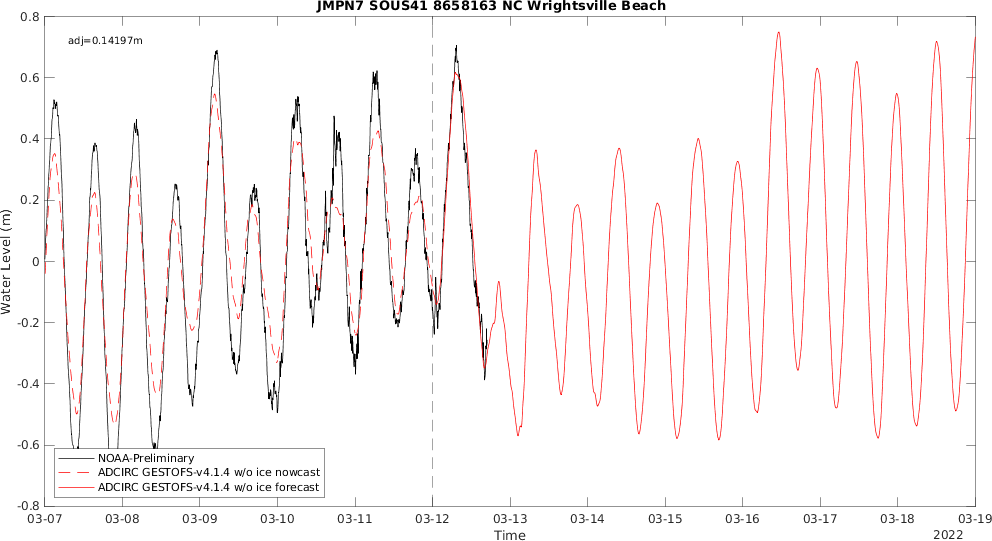 JMPN7 SOUS41 8658163 NC Wrightsville Beach
adj=0.14197m
0.8
0.6
0.4
0.2
0
-0.2
-0.4
-0.6
-0.8
Water Level (m)
NOAA-Preliminary
ADCIRC GESTOFS-v4.1.4 w/o ice nowcast
ADCIRC GESTOFS-v4.1.4 w/o ice forecast
03-07 03-08 03-09 03-10 03-11 03-12 03-13 03-14 03-15 03-16 03-17 03-18 03-19
Time
2022